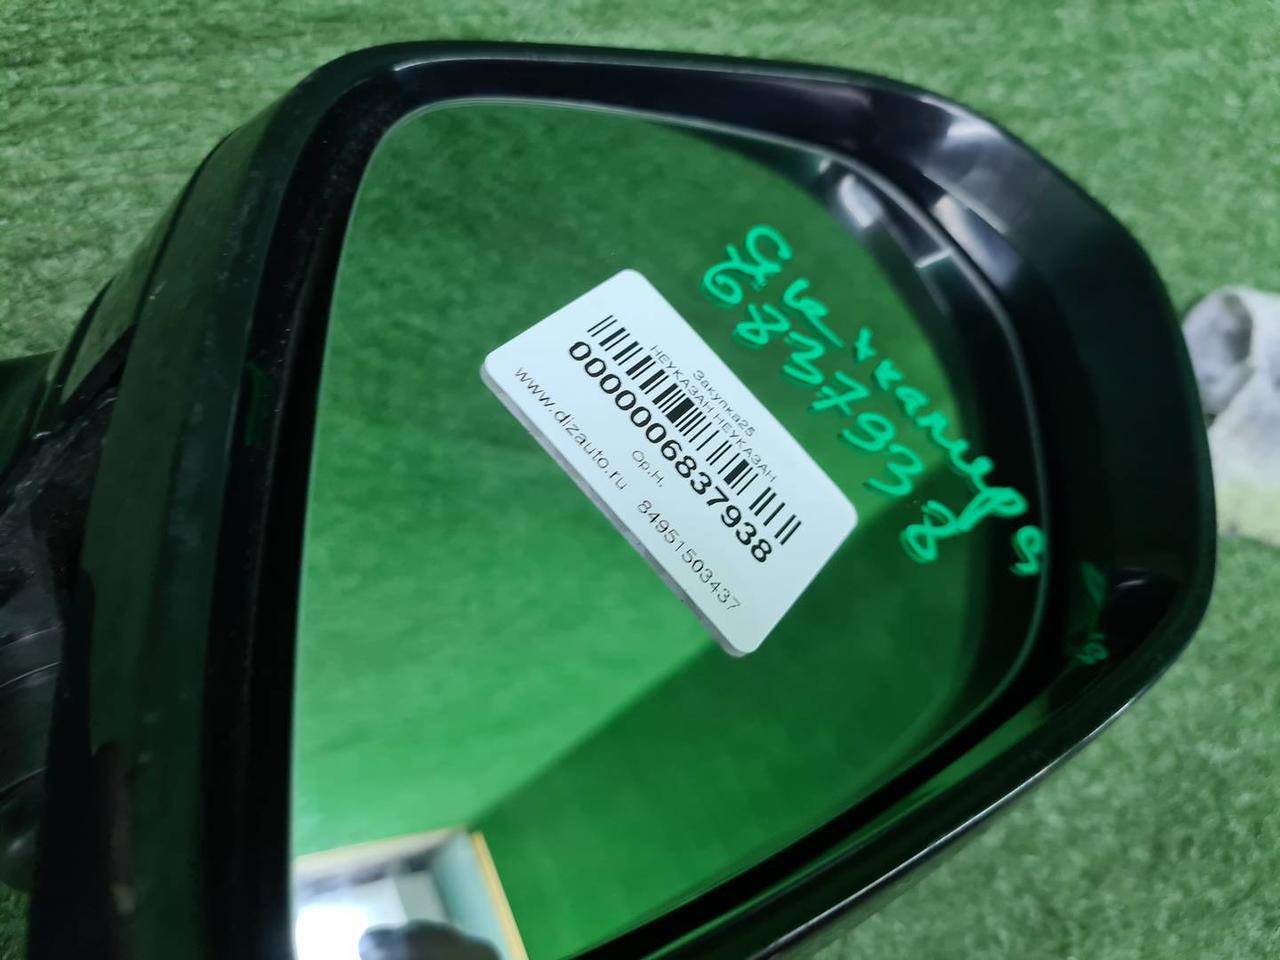 Закупка25
НЕУКАЗАН НЕУКАЗАН
0000006837938
Ор.Н.
www.dizauto.ru 84951503437
6837938